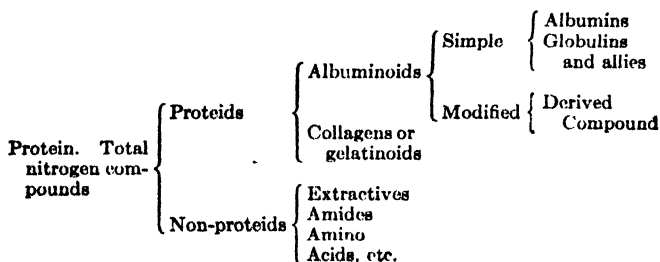 Albumins
Simple
Globulins
and allies
Albuminoids
Proteids
Modified
Derived
Compound
Collagens or
gelatinoids
Protein. Total
nitrogen com-
pounds
Extractives
Amides
Non-proteids
Amino
Acids, etc.